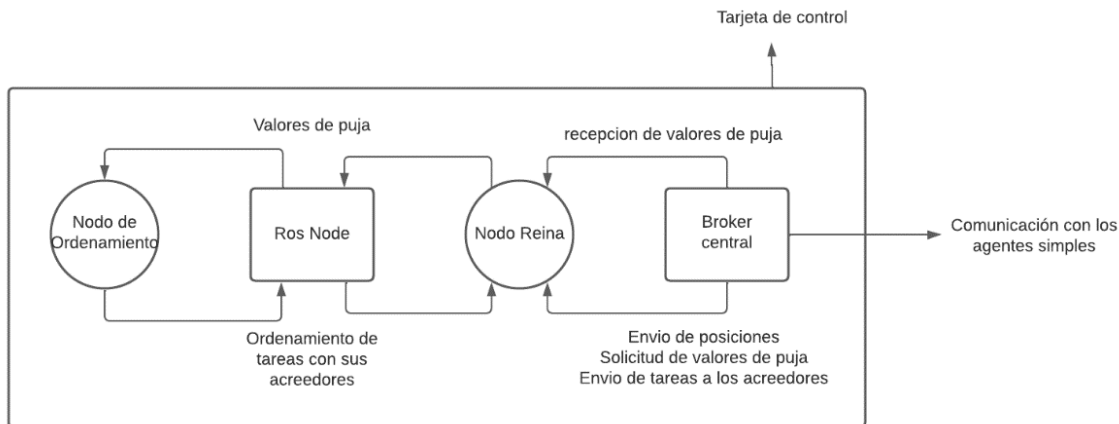 Tarjeta de control
Valores de puja
recepcion de valores de puja
Nodo de
Ordenamiento
Ros Node
Nodo Reina
Broker
central
Comunicación con los
agentes simples
Ordenamiento de
tareas con sus
acreedores
Envio de posiciones
Solicitud de valores de puja
Envio de tareas a los acreedores